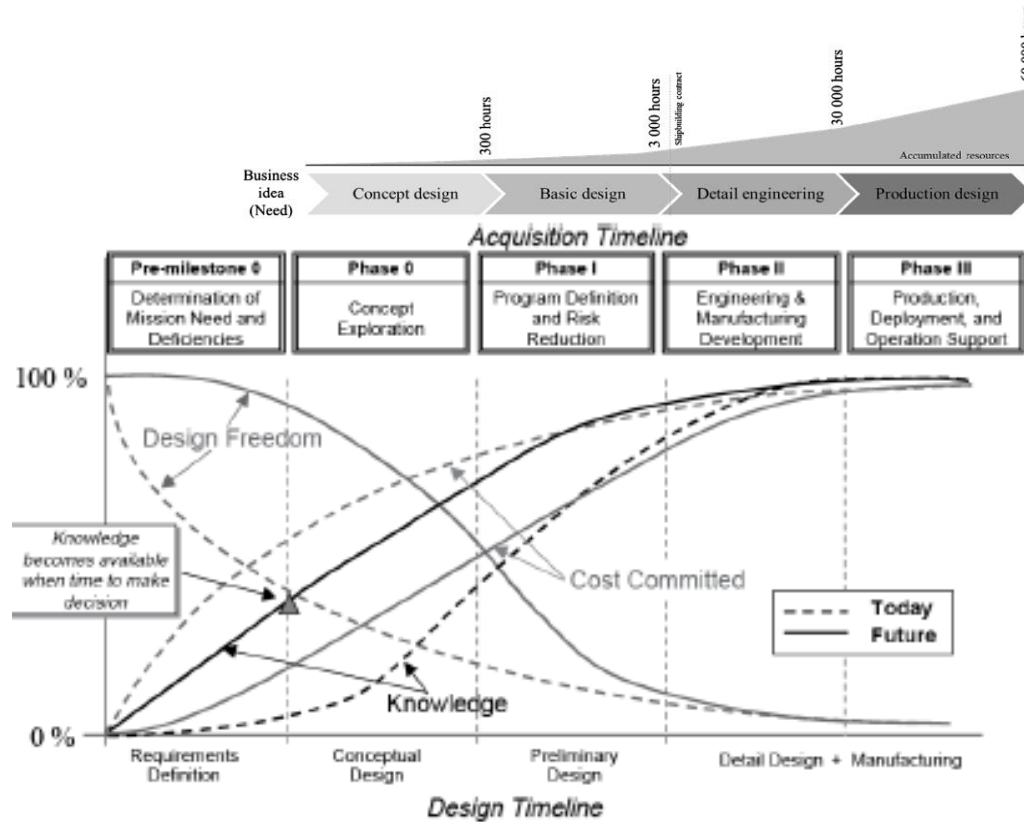 300 hours
3 000 hours
Shipbuilding contract
30 000 hours
Accumulated resources
Business
idea
(Need)
Concept design
Basic design
Detail engineering
Production design
Acquisition Timeline
Pre-milestone 0
Determination of
Mission Need and
Deficiencies
Phase 0
Concept
Exploration
Phase I
Program Definition
and Risk
Reduction
Phase II
Engineering &
Manufacturing
Development
Phase III
Production,
Deployment, and
Operation Support
100 %
Design Freedom
Knowledge
becomes available
when time to make
decision
Cost Committed
Today
Future
Knowledge
0 %
Requirements
Definition
Conceptual
Design
Preliminary
Design
Detail Design + Manufacturing
Design Timeline